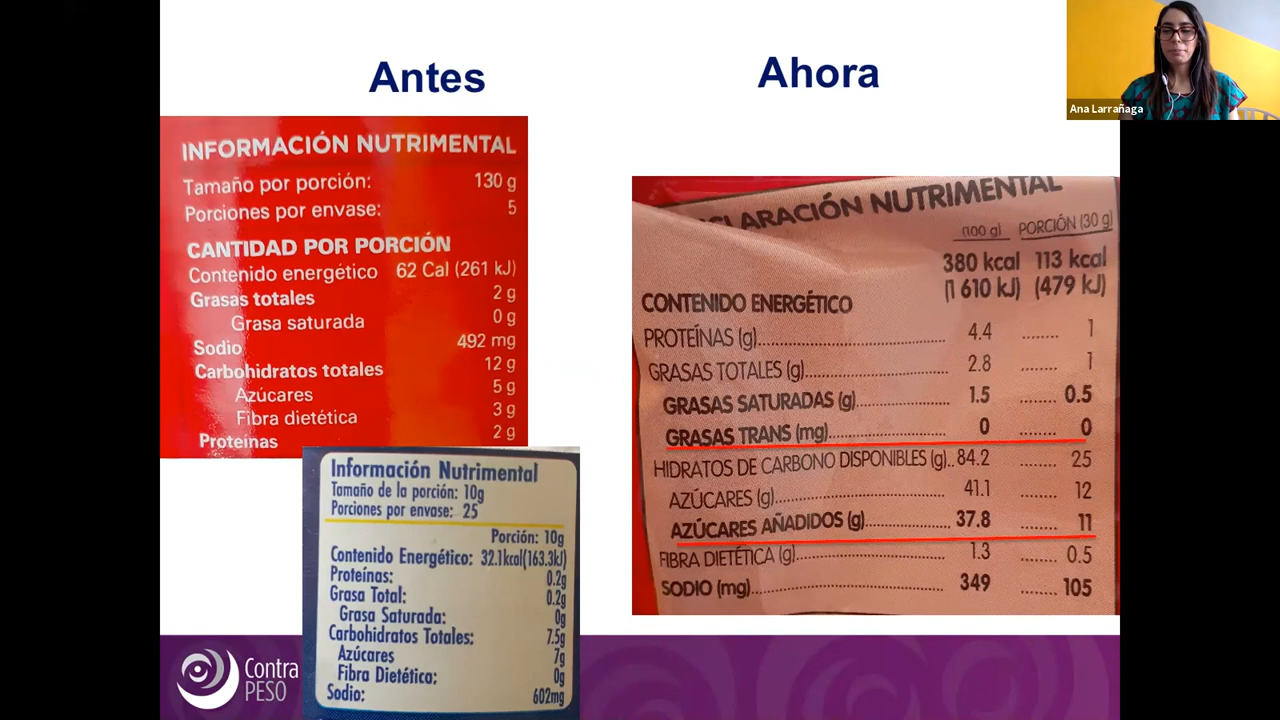 Antes
Ahora
Ana Larrañaga
INFORMACIÓN NUTRIMENTAL
Tamaño por porción: 130 g
Porciones por envase: 5
CANTIDAD POR PORCIÓN
Contenido energético 62 Cal (261 kJ)
Grasas totales 2 g
Grasa saturada 0 g
Sodio 492 mg
Carbohidratos totales 12 g
Azúcares 5 g
Fibra dietética 3 g
Proteínas 2 g
Información Nutrimental
Tamaño de la porción: 10g
Porciones por envase: 25
Porción: 10g
Contenido Energético: 32.1kcal(163.3kJ)
Proteínas: 0.2g
Grasa Total: 0.2g
Grasa Saturada: 0g
Carbohidratos Totales: 7.5g
Azúcares 7g
Fibra Dietética: 0g
Sodio: 602mg
CLARACIÓN NUTRIMENTAL
(100 g) PORCIÓN (30 g)
380 kcal 113 kcal
CONTENIDO ENERGÉTICO (1 610 kJ) (479 kJ)
PROTEÍNAS (g)........ 4.4 ........ 1
GRASAS TOTALES (g)........ 2.8 ........ 1
GRASAS SATURADAS (g)........ 1.5 ........ 0.5
GRASAS TRANS (mg)........ 0 ........ 0
HIDRATOS DE CARBONO DISPONIBLES (g).. 84.2 ........ 25
AZÚCARES (g)........ 41.1 ........ 12
AZÚCARES AÑADIDOS (g)........ 37.8 ........ 11
FIBRA DIETÉTICA (g)........ 1.3 ........ 0.5
SODIO (mg)........ 349 ........ 105
Contra
PESO